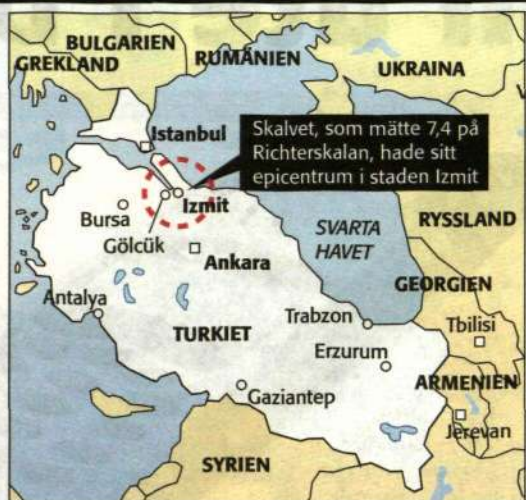 BULGARIEN
GREKLAND
RUMÄNIEN
UKRAINA
Istanbul
Skalvet, som mätte 7,4 på
Richterskalan, hade sitt
epicentrum i staden Izmit
Izmit
Bursa
Gölcük
Ankara
SVARTA
HAVET
RYSSLAND
GEORGIEN
Antalya
Trabzon
Tbilisi
TURKIET
Erzurum
ARMENIEN
Gaziantep
Jerevan
SYRIEN